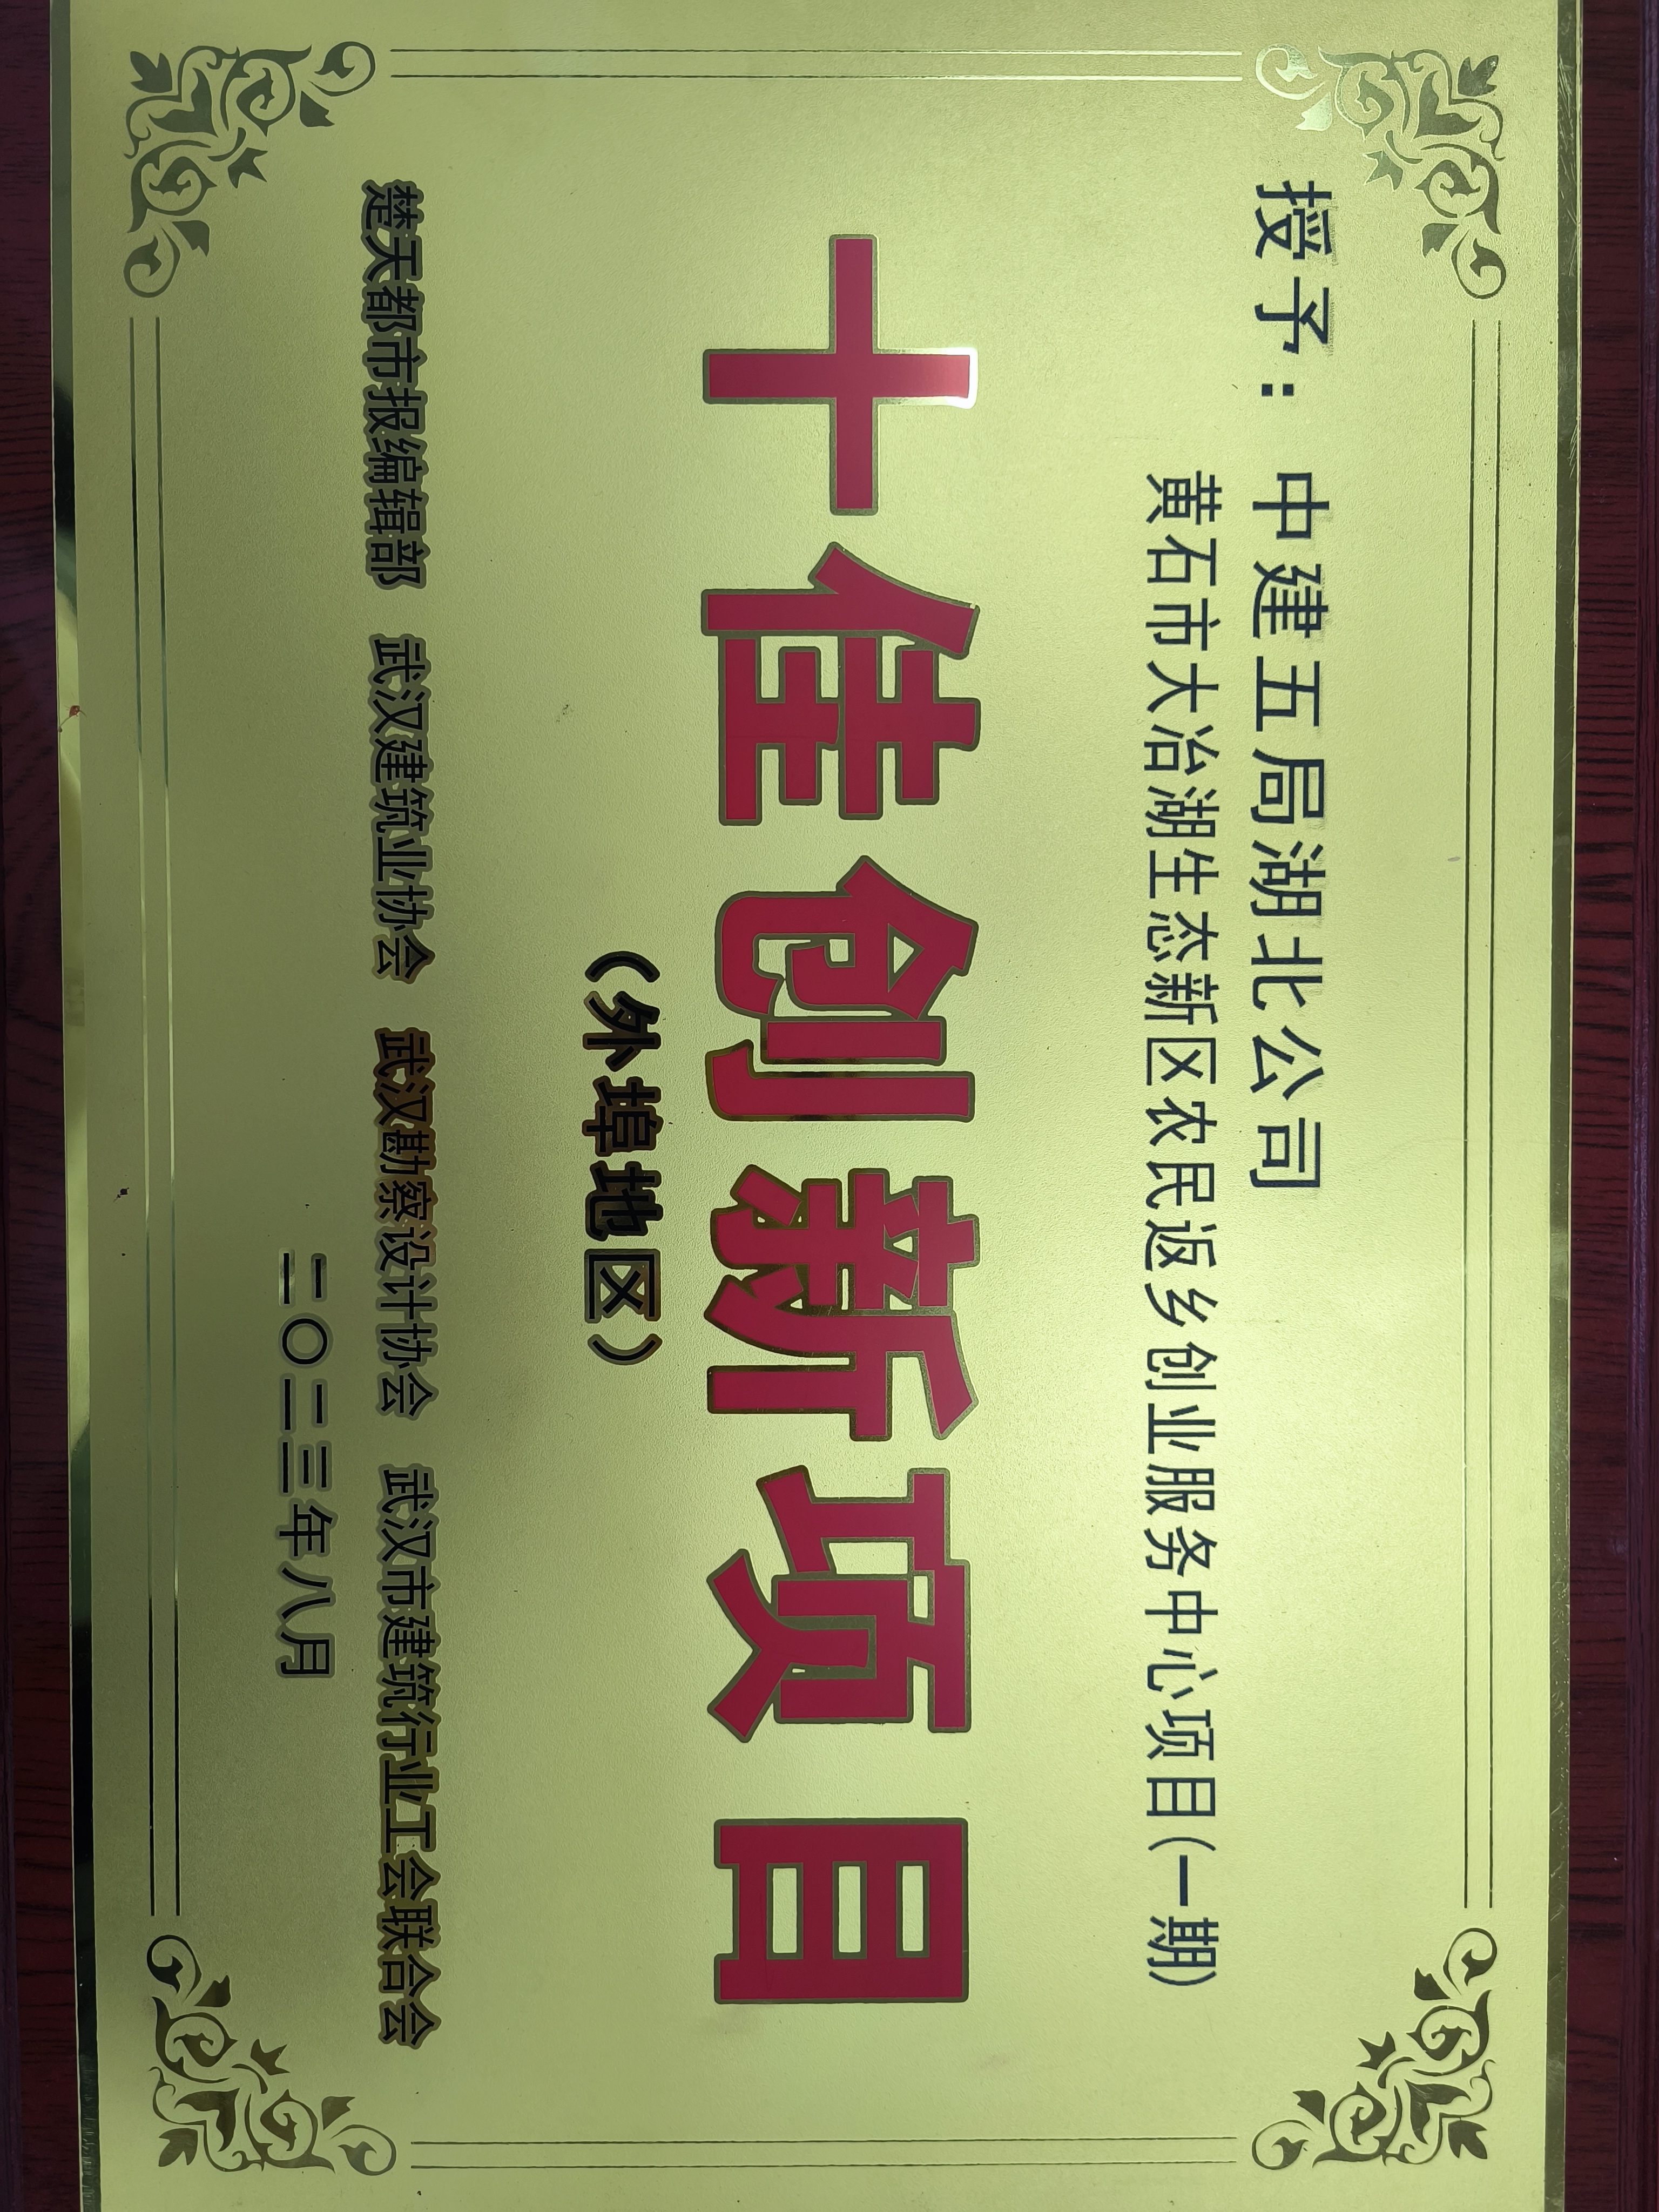 授予：中建五局湖北公司
黄石市大冶湖生态新区农民返乡创业服务中心项目(一期)
十佳创新项目
（外埠地区）
楚天都市报编辑部 武汉建筑业协会 武汉勘察设计协会 武汉市建筑行业工会联合会
二〇二三年八月